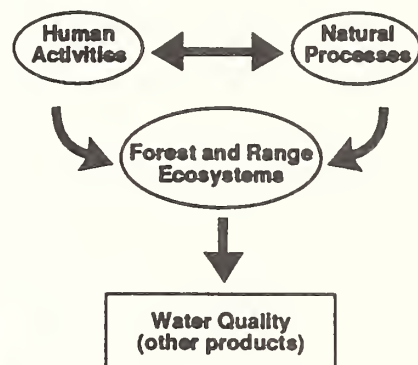 Human
Activities
Natural
Processes
Forest and Range
Ecosystems
Water Quality
(other products)